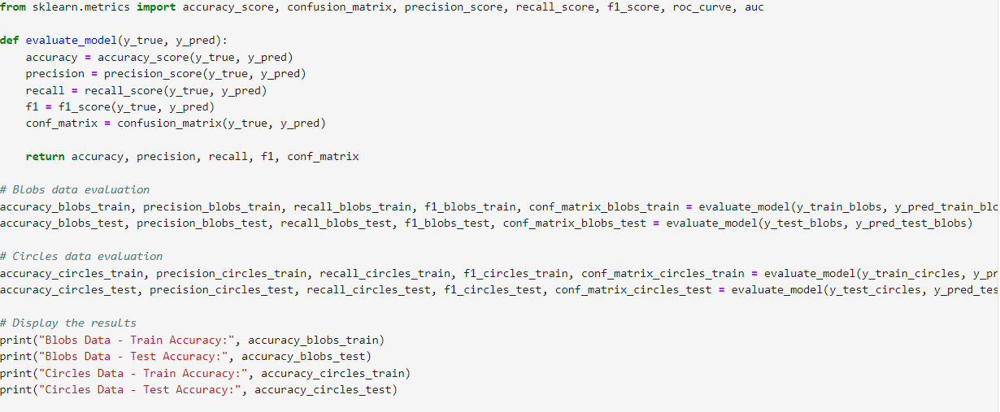 from sklearn.metrics import accuracy_score, confusion_matrix, precision_score, recall_score, f1_score, roc_curve, auc
def evaluate_model(y_true, y_pred):
accuracy = accuracy_score(y_true, y_pred)
precision = precision_score(y_true, y_pred)
recall = recall_score(y_true, y_pred)
f1 = f1_score(y_true, y_pred)
conf_matrix = confusion_matrix(y_true, y_pred)
return accuracy, precision, recall, f1, conf_matrix
# Blobs data evaluation
accuracy_blobs_train, precision_blobs_train, recall_blobs_train, f1_blobs_train, conf_matrix_blobs_train = evaluate_model(y_train_blobs, y_pred_train_blo
accuracy_blobs_test, precision_blobs_test, recall_blobs_test, f1_blobs_test, conf_matrix_blobs_test = evaluate_model(y_test_blobs, y_pred_test_blobs)
# Circles data evaluation
accuracy_circles_train, precision_circles_train, recall_circles_train, f1_circles_train, conf_matrix_circles_train = evaluate_model(y_train_circles, y_pr
accuracy_circles_test, precision_circles_test, recall_circles_test, f1_circles_test, conf_matrix_circles_test = evaluate_model(y_test_circles, y_pred_tes
# Display the results
print("Blobs Data - Train Accuracy:", accuracy_blobs_train)
print("Blobs Data - Test Accuracy:", accuracy_blobs_test)
print("Circles Data - Train Accuracy:", accuracy_circles_train)
print("Circles Data - Test Accuracy:", accuracy_circles_test)